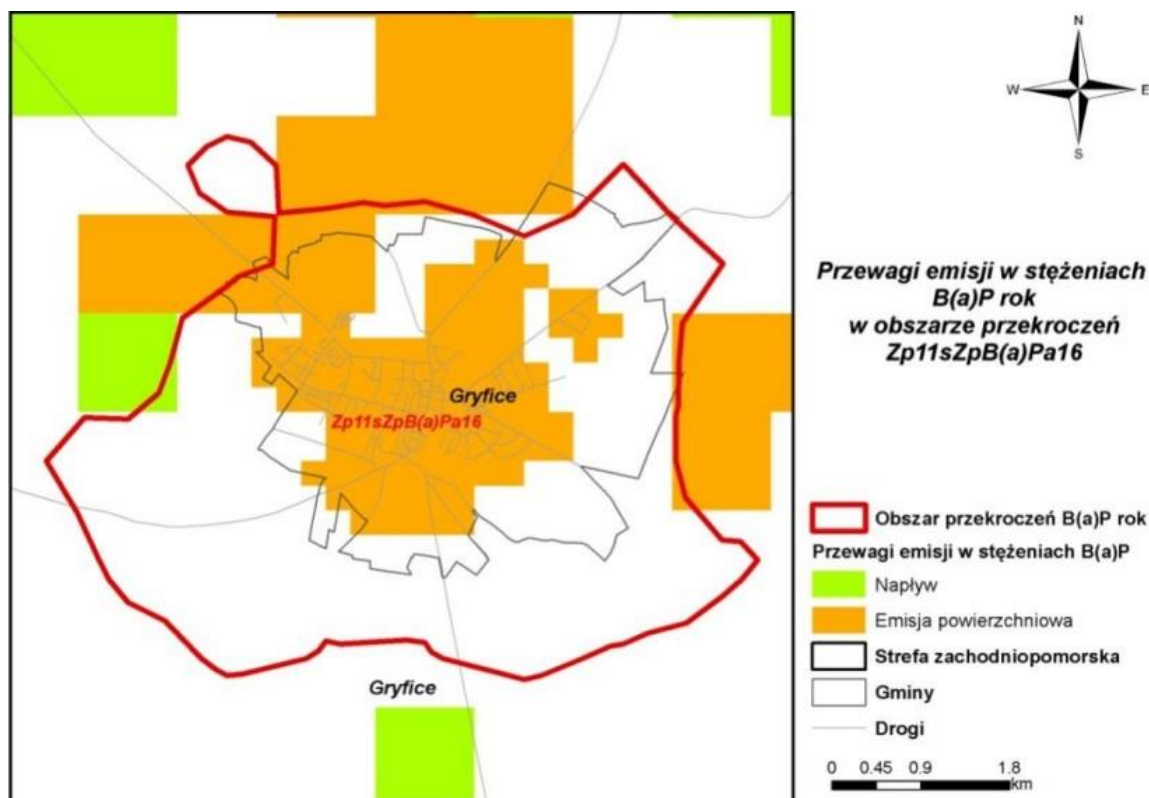 N
W
E
S
Przewagi emisji w stężeniach
B(a)P rok
w obszarze przekroczeń
Zp11sZpB(a)Pa16
Gryfice
Zp11sZpB(a)Pa16
Gryfice
Obszar przekroczeń B(a)P rok
Przewagi emisji w stężeniach B(a)P
Napływ
Emisja powierzchniowa
Strefa zachodniopomorska
Gminy
Drogi
0 0.45 0.9 1.8
km